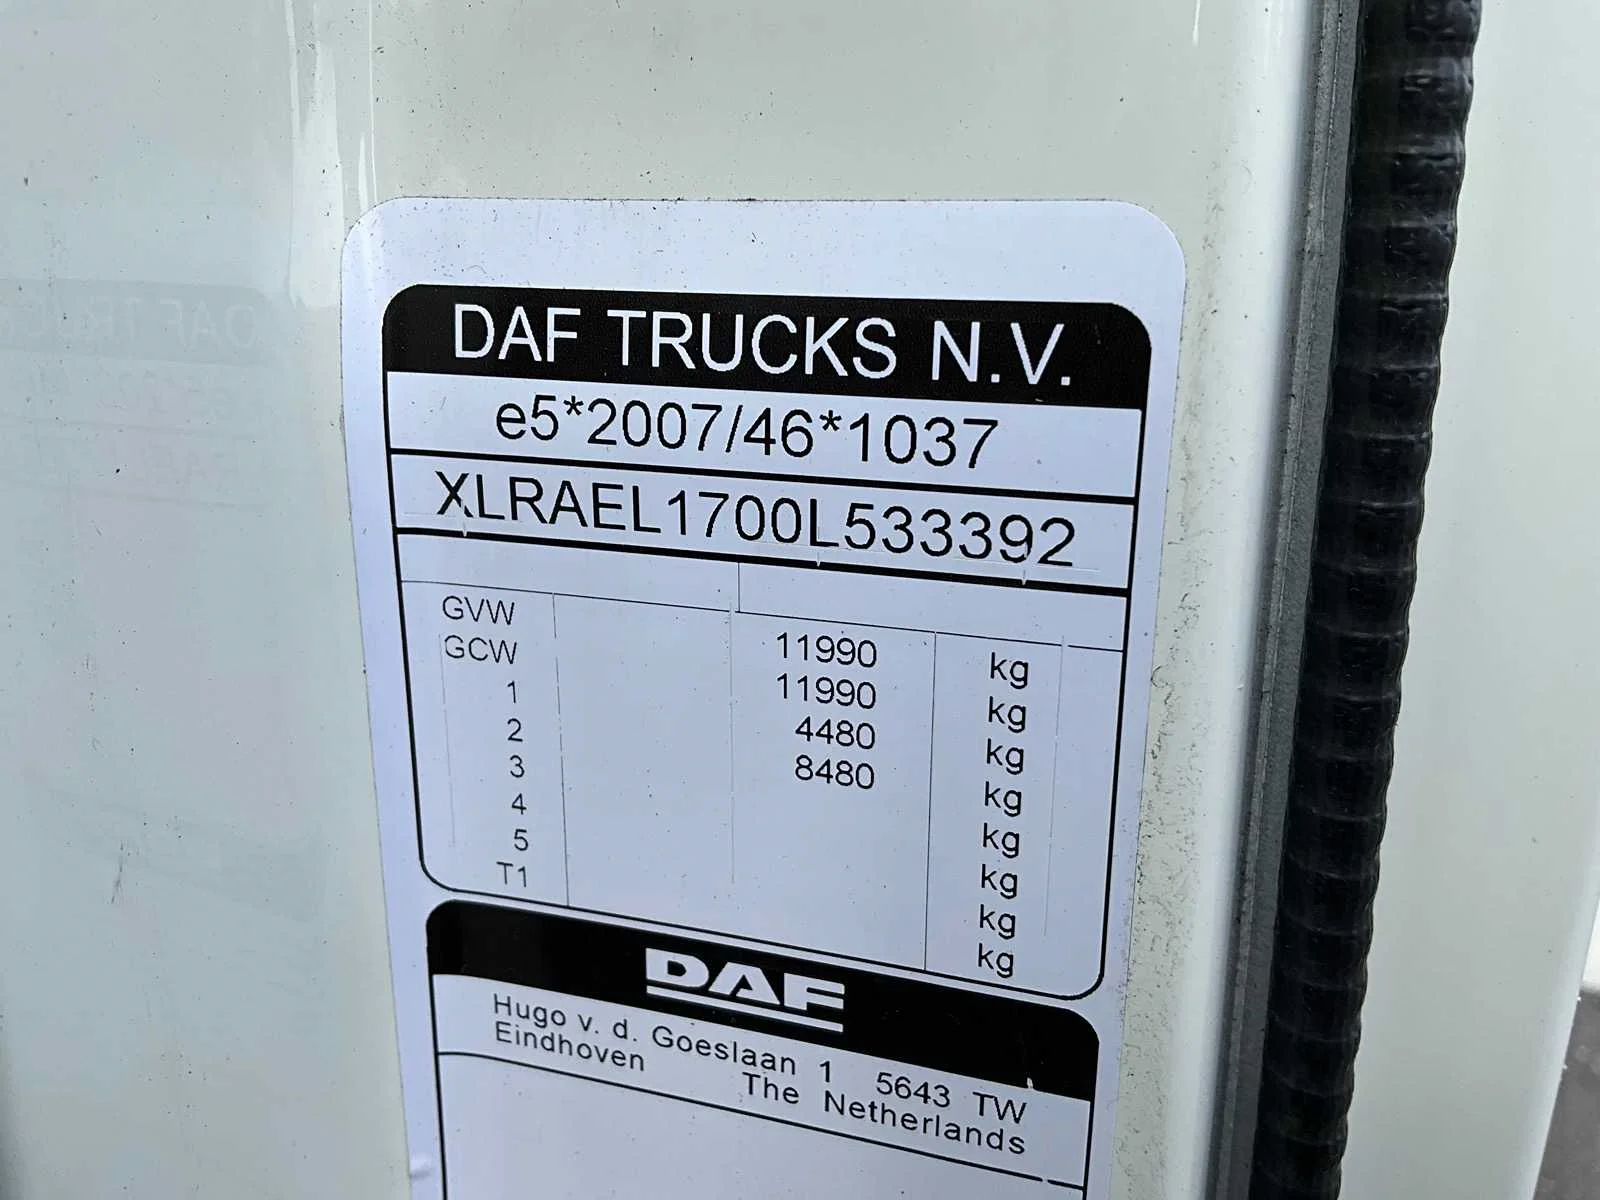 DAF TRUCKS N.V.
e5*2007/46*1037
XLRAEL1700L533392
GVW 11990 kg
GCW 11990 kg
1 4480 kg
2 8480 kg
3 kg
4 kg
5 kg
T1 kg
DAF
Hugo v. d. Goeslaan 1 5643 TW
Eindhoven The Netherlands